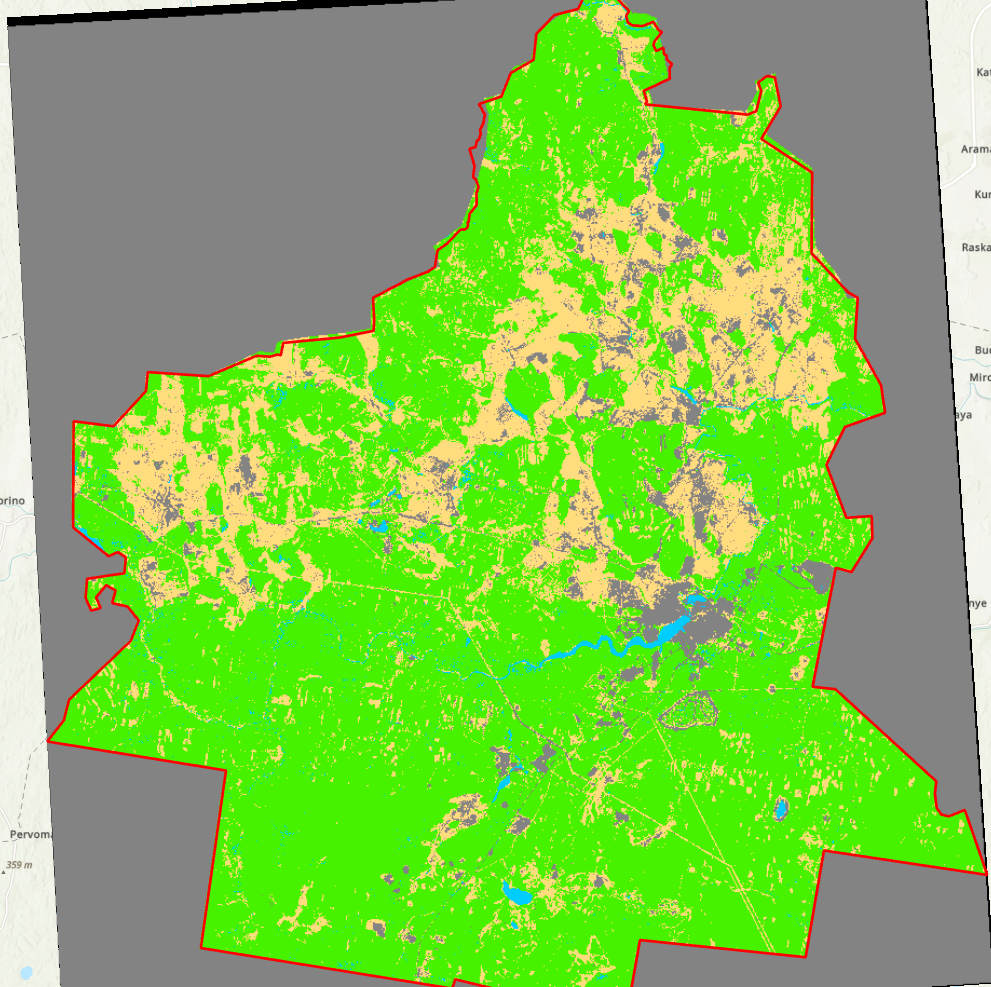 Kat
Arama
Kur
Raska
Bud
Miro
aya
orino
nye
Pervoma
359 m